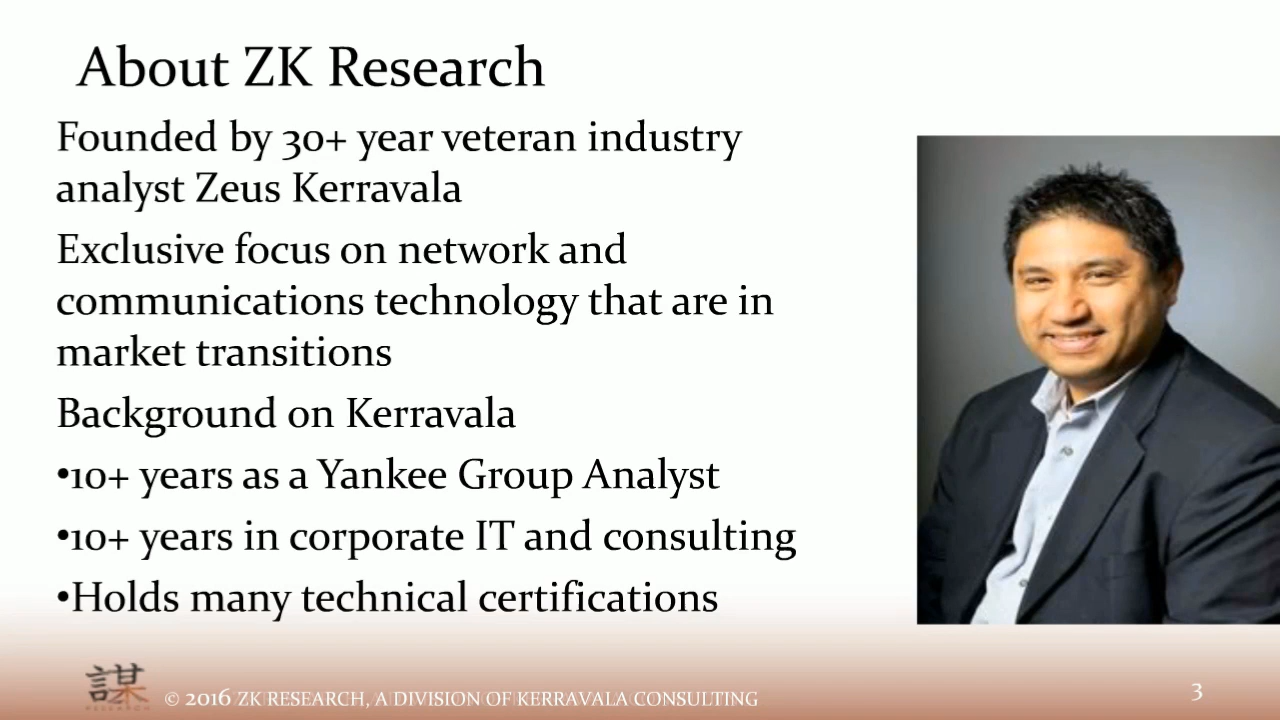 About ZK Research
Founded by 30+ year veteran industry
analyst Zeus Kerravala
Exclusive focus on network and
communications technology that are in
market transitions
Background on Kerravala
•10+ years as a Yankee Group Analyst
•10+ years in corporate IT and consulting
•Holds many technical certifications
謀
RESEARCH
© 2016 ZK RESEARCH, A DIVISION OF KERRAVALA CONSULTING
3